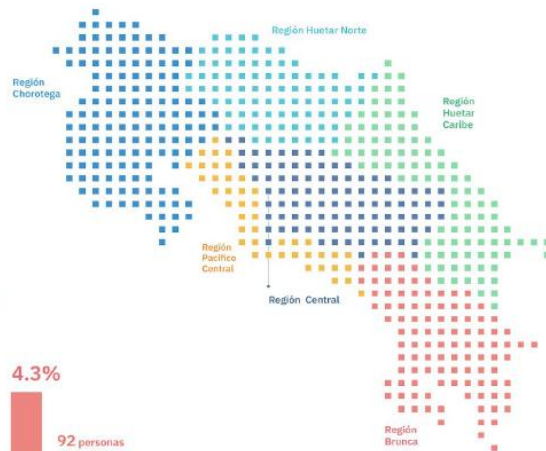 Región Huetar Norte
Región
Chorotega
Región
Huetar
Caribe
Región
Pacífico
Central
Región Central
4.3%
92 personas
Región
Brunca